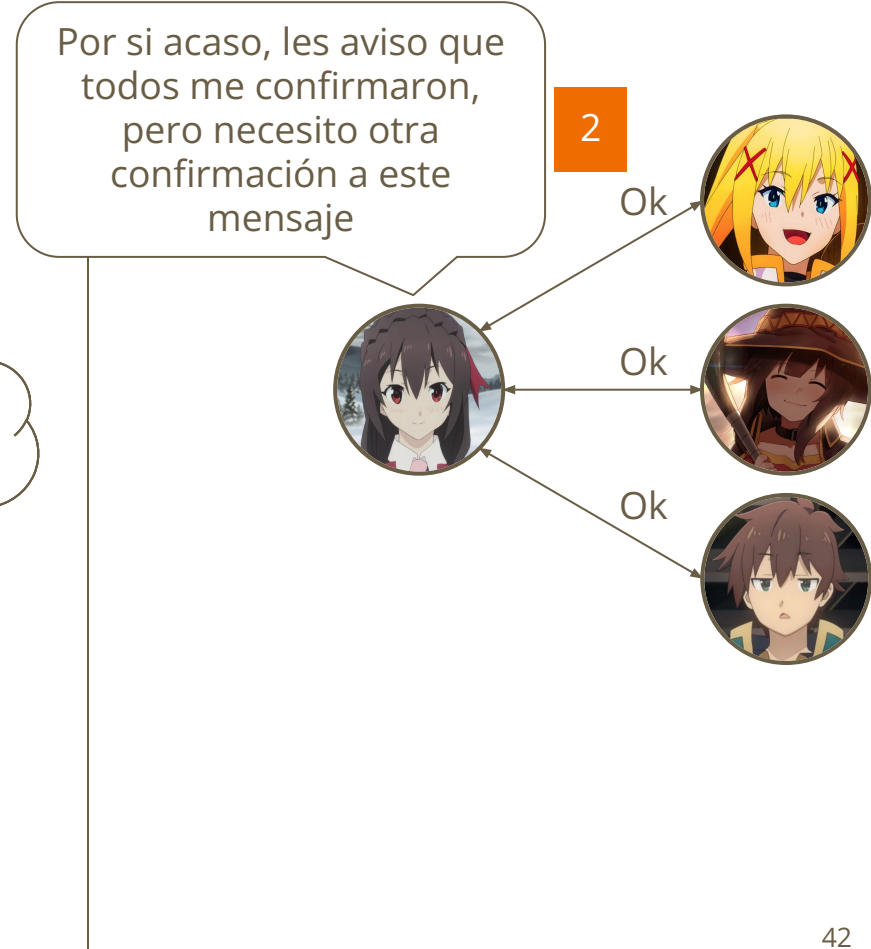 Por si acaso, les aviso que
todos me confirmaron,
pero necesito otra
confirmación a este
mensaje
2
Ok
Ok
Ok
42